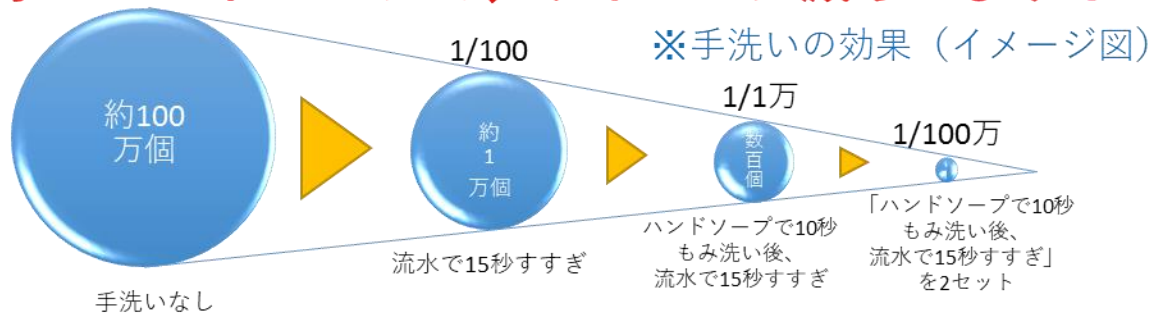 ※手洗いの効果（イメージ図）
約100
万個
手洗いなし
1/100
約
1
万個
流水で15秒すすぎ
1/1万
数
百
個
ハンドソープで10秒
もみ洗い後、
流水で15秒すすぎ
1/100万
「ハンドソープで10秒
もみ洗い後、
流水で15秒すすぎ」
を2セット